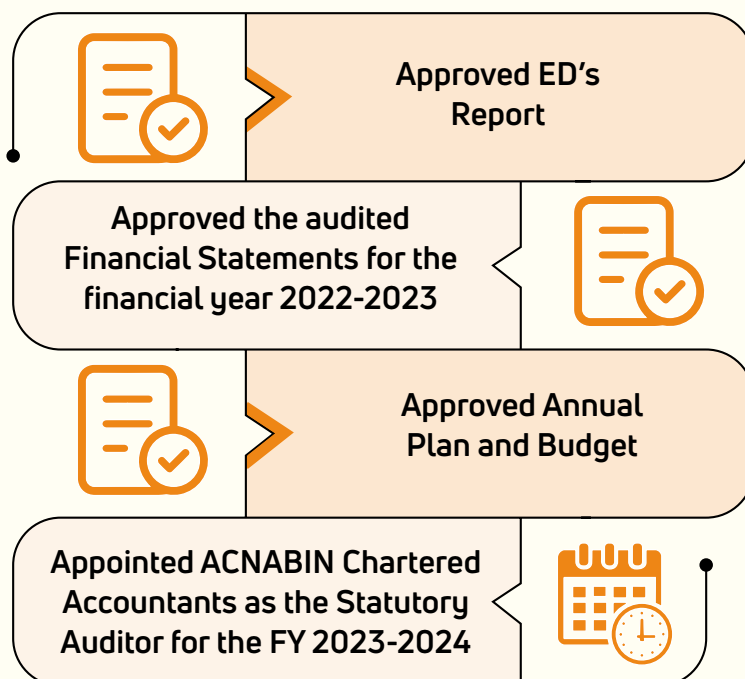 Approved ED's
Report
Approved the audited
Financial Statements for the
financial year 2022-2023
Approved Annual
Plan and Budget
Appointed ACNABIN Chartered
Accountants as the Statutory
Auditor for the FY 2023-2024